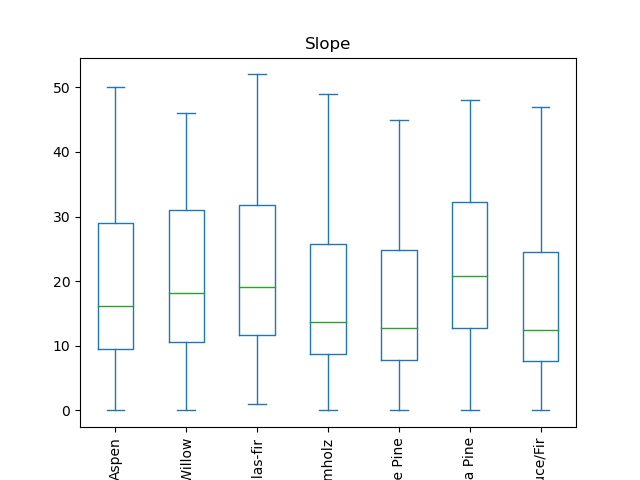 Slope
50
40
30
20
10
0
Aspen
Willow
las-fir
mholz
e Pine
a Pine
uce/Fir